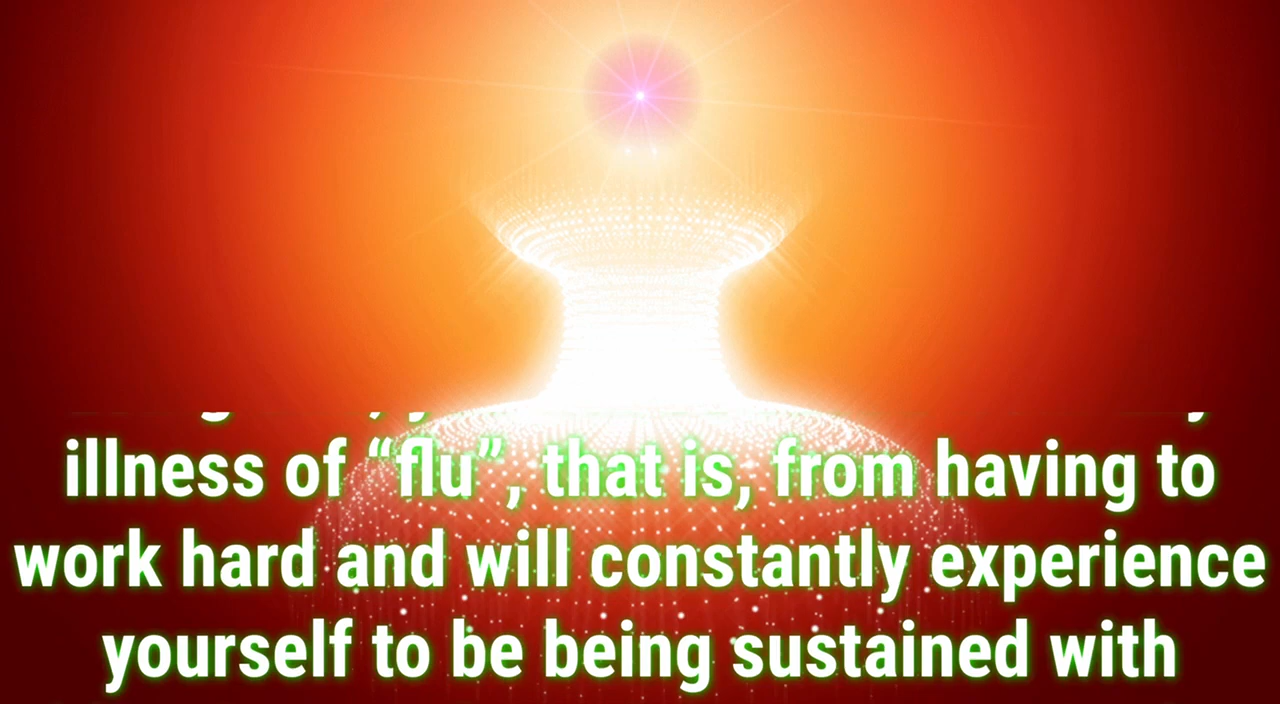 illness of “flu”, that is, from having to
work hard and will constantly experience
yourself to be being sustained with